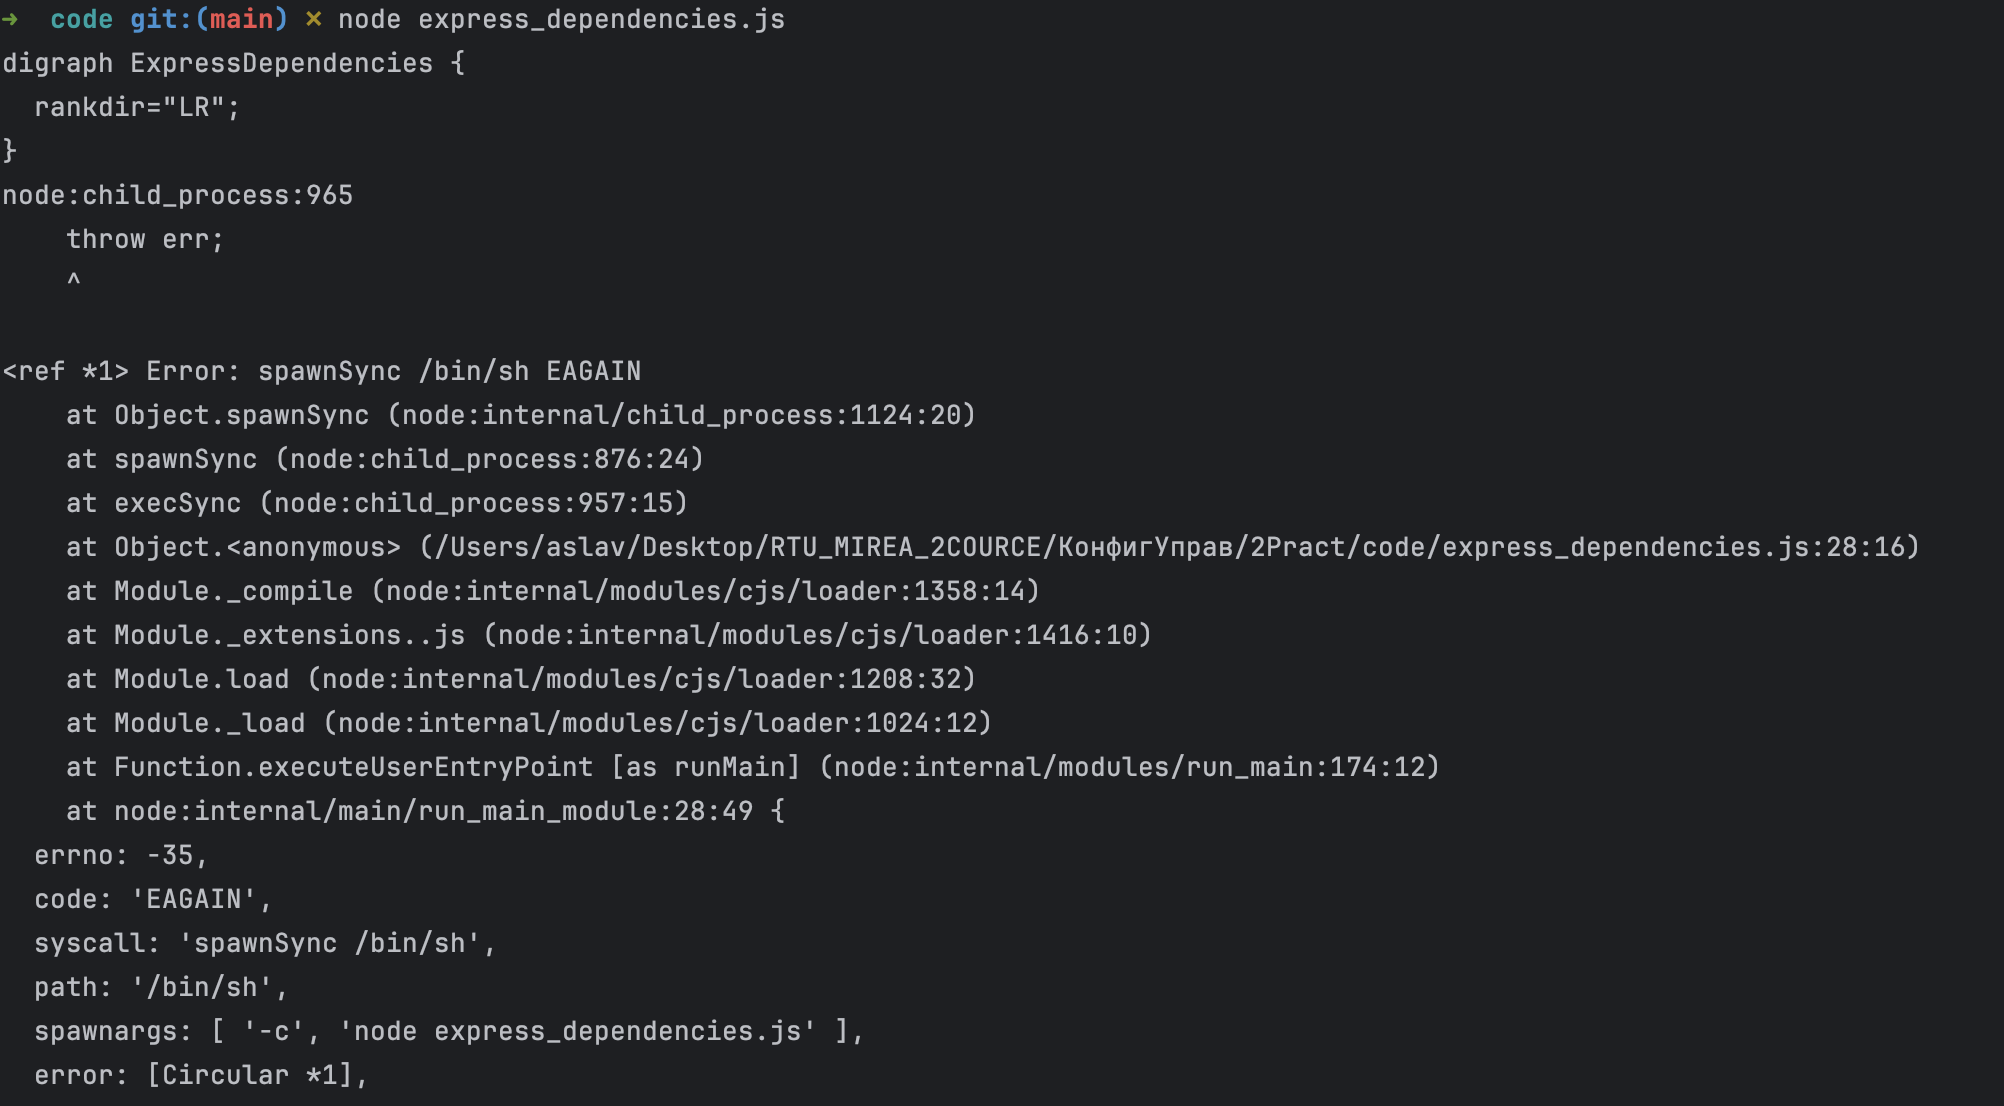 →  code git:(main) ✗ node express_dependencies.js
digraph ExpressDependencies {
  rankdir="LR";
}
node:child_process:965
    throw err;
    ^

<ref *1> Error: spawnSync /bin/sh EAGAIN
    at Object.spawnSync (node:internal/child_process:1124:20)
    at spawnSync (node:child_process:876:24)
    at execSync (node:child_process:957:15)
    at Object.<anonymous> (/Users/aslav/Desktop/RTU_MIREA_2COURCE/КонфигУправ/2Pract/code/express_dependencies.js:28:16)
    at Module._compile (node:internal/modules/cjs/loader:1358:14)
    at Module._extensions..js (node:internal/modules/cjs/loader:1416:10)
    at Module.load (node:internal/modules/cjs/loader:1208:32)
    at Module._load (node:internal/modules/cjs/loader:1024:12)
    at Function.executeUserEntryPoint [as runMain] (node:internal/modules/run_main:174:12)
    at node:internal/main/run_main_module:28:49 {
  errno: -35,
  code: 'EAGAIN',
  syscall: 'spawnSync /bin/sh',
  path: '/bin/sh',
  spawnargs: [ '-c', 'node express_dependencies.js' ],
  error: [Circular *1],